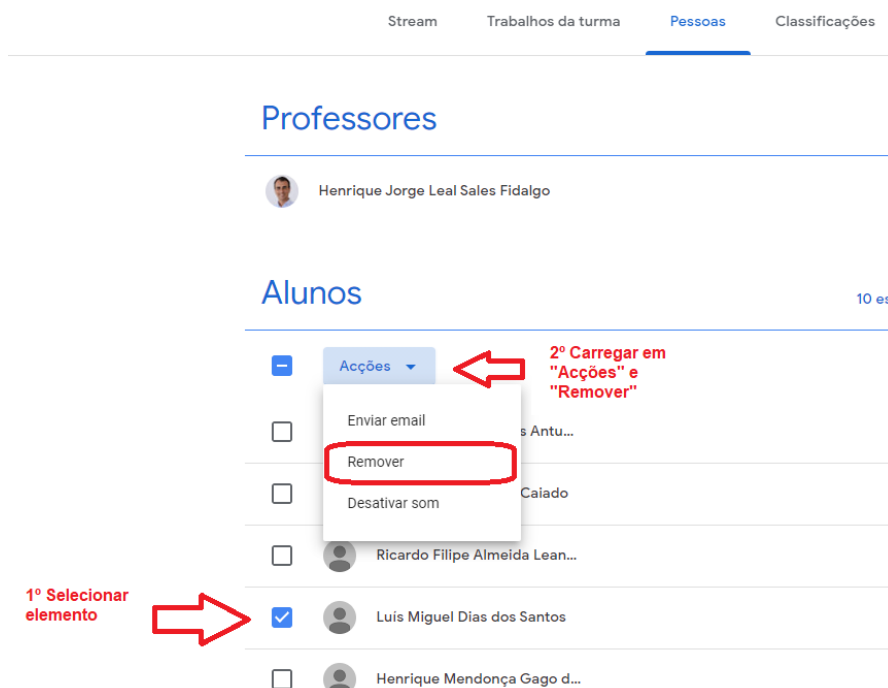 Stream Trabalhos da turma Pessoas Classificações
Professores
Henrique Jorge Leal Sales Fidalgo
Alunos
10 es
Acções
2º Carregar em
"Acções" e
"Remover"
Enviar email
s Antu...
Remover
Caiado
Desativar som
Ricardo Filipe Almeida Lean...
1º Selecionar
elemento
Luís Miguel Dias dos Santos
Henrique Mendonça Gago d...